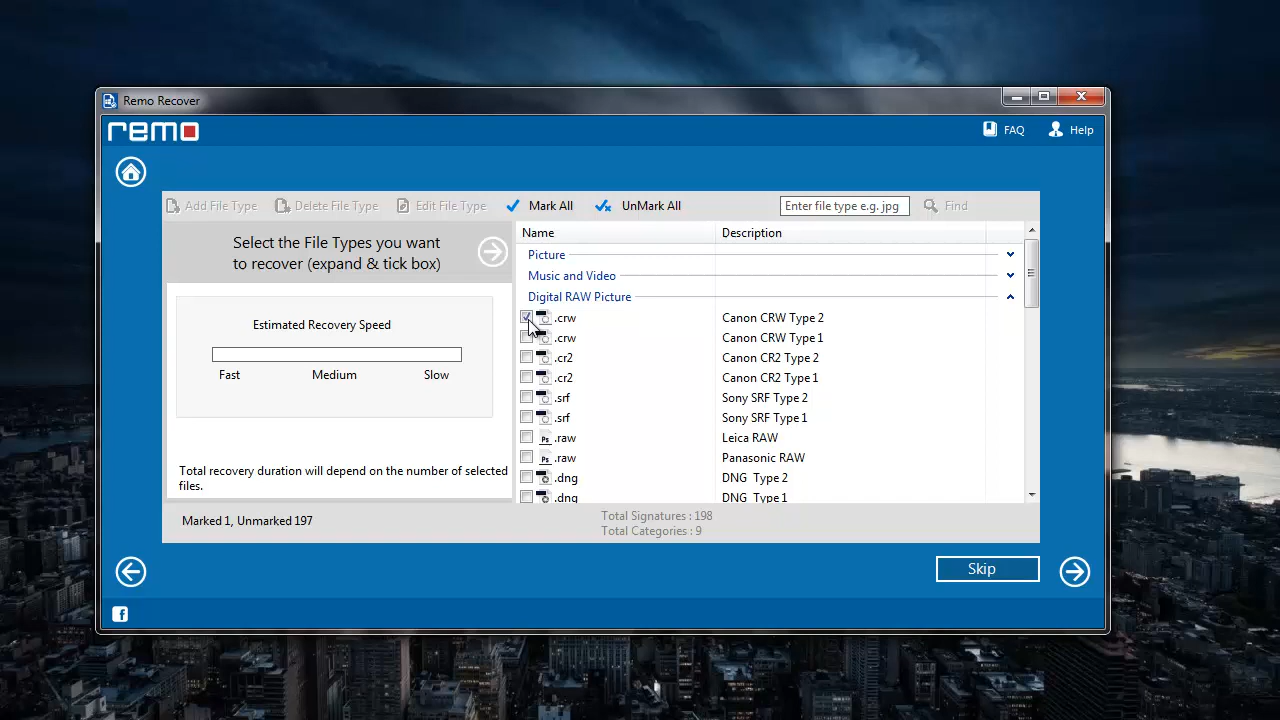 Remo Recover
remo
FAQ
Help
Add File Type
Delete File Type
Edit File Type
Mark All
UnMark All
Enter file type e.g. jpg
Find
Select the File Types you want
to recover (expand & tick box)
Estimated Recovery Speed
Fast
Medium
Slow
Total recovery duration will depend on the number of selected
files.
Name
Description
Picture
Music and Video
Digital RAW Picture
.crw Canon CRW Type 2
.crw Canon CRW Type 1
.cr2 Canon CR2 Type 2
.cr2 Canon CR2 Type 1
.srf Sony SRF Type 2
.srf Sony SRF Type 1
Ps .raw Leica RAW
Ps .raw Panasonic RAW
.dng DNG Type 2
.dng DNG Type 1
Marked 1, Unmarked 197
Total Signatures : 198
Total Categories : 9
Skip
f